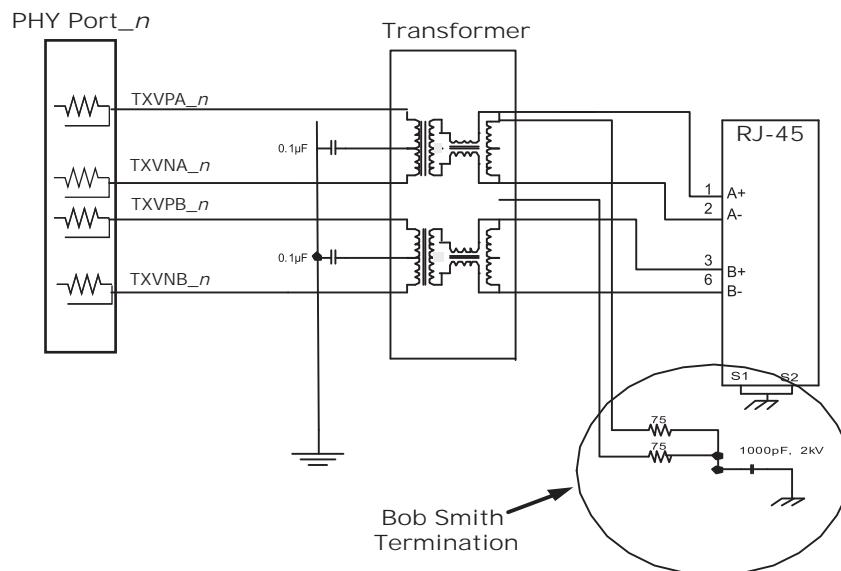 PHY Port_n
Transformer
TXVPA_n
0.1µF
TXVNA_n
TXVPB_n
0.1µF
TXVNB_n
RJ-45
1
A+
2
A-
3
B+
6
B-
S1
S2
75
75
1000pF, 2kV
Bob Smith
Termination